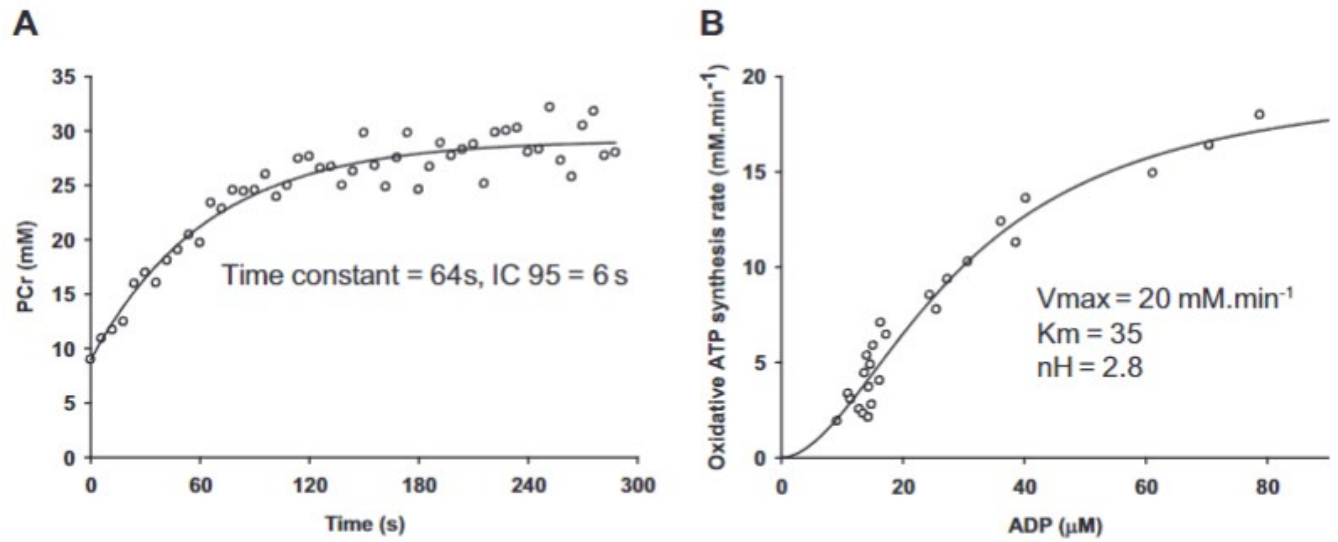 A
PCr (mM)
35
30
25
20
15
10
5
0
0 60 120 180 240 300
Time (s)
Time constant = 64s, IC 95 = 6 s
B
Oxidative ATP synthesis rate (mM.min⁻¹)
20
15
10
5
0
0 20 40 60 80
ADP (μM)
Vmax = 20 mM.min⁻¹
Km = 35
nH = 2.8